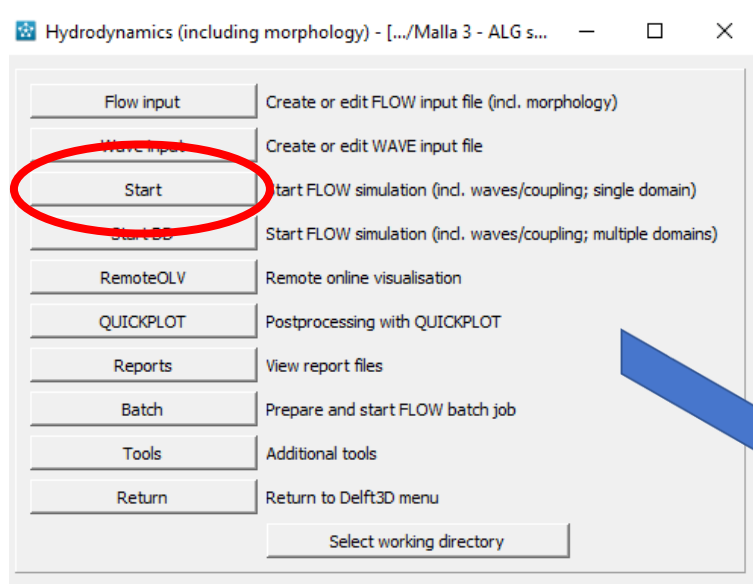 Hydrodynamics (including morphology) - [.../Malla 3 - ALG s...
Flow input Create or edit FLOW input file (incl. morphology)
Wave input Create or edit WAVE input file
Start Start FLOW simulation (incl. waves/coupling; single domain)
Start DD Start FLOW simulation (incl. waves/coupling; multiple domains)
RemoteOLV Remote online visualisation
QUICKPLOT Postprocessing with QUICKPLOT
Reports View report files
Batch Prepare and start FLOW batch job
Tools Additional tools
Return Return to Delft3D menu
Select working directory